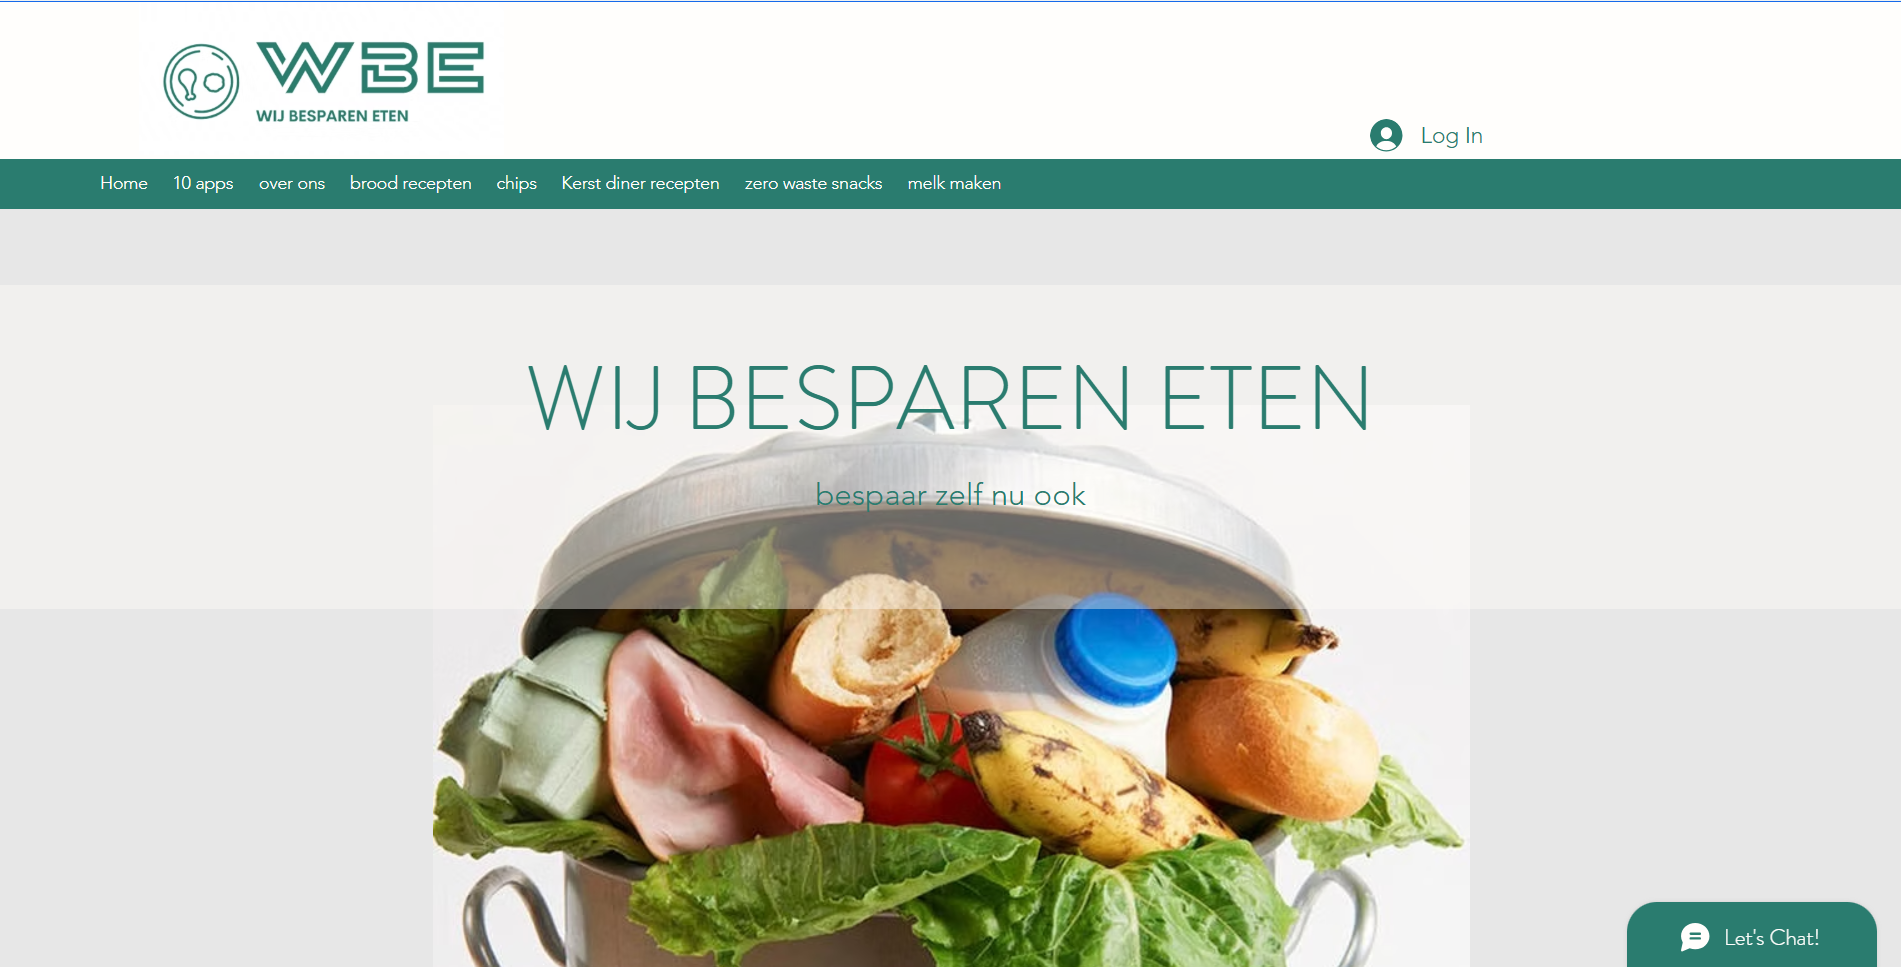 WBE
WIJ BESPAREN ETEN
Log In
Home 10 apps over ons brood recepten chips Kerst diner recepten zero waste snacks melk maken
WIJ BESPAREN ETEN
bespaar zelf nu ook
Let's Chat!